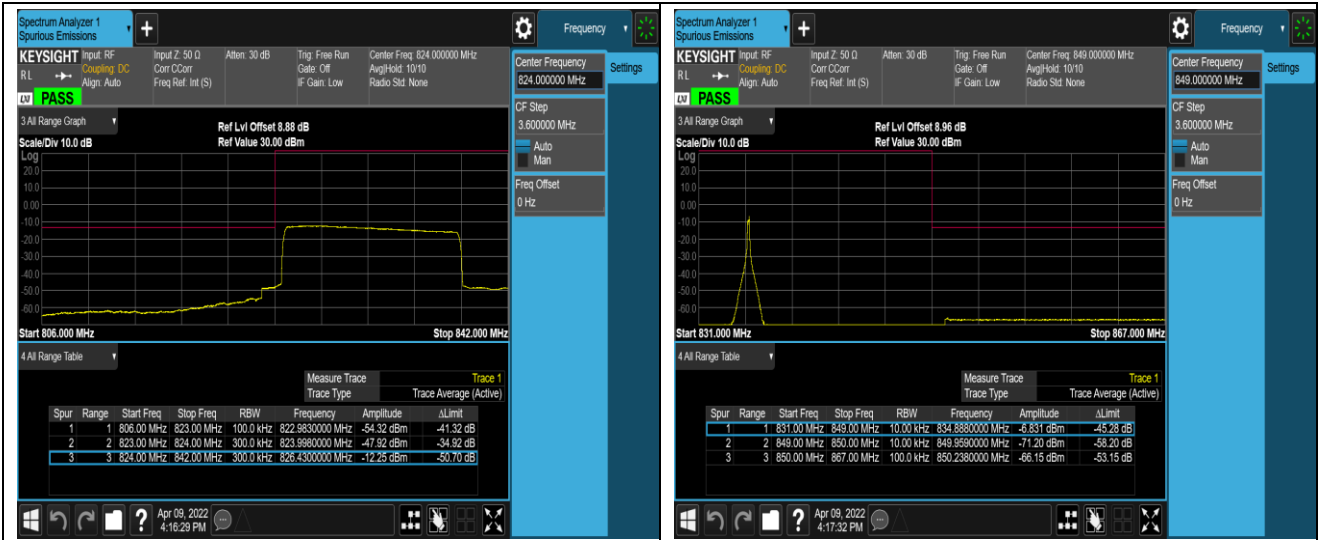 Spectrum Analyzer 1
Spurious Emissions
+
Frequency
KEYSIGHT Input: RF Input Z: 50 Ω Atten: 30 dB Trig: Free Run Center Freq: 824.000000 MHz
Coupling: DC Corr CCorr Gate: Off Avg|Hold: 10/10
RL Align: Auto Freq Ref: Int (S) IF Gain: Low Radio Std: None
LXI PASS
Center Frequency
824.000000 MHz
Settings
CF Step
3.600000 MHz
Auto
Man
Freq Offset
0 Hz
3 All Range Graph
Ref Lvl Offset 8.88 dB
Scale/Div 10.0 dB Ref Value 30.00 dBm
Log
20.0
10.0
0.00
-10.0
-20.0
-30.0
-40.0
-50.0
-60.0
Start 806.000 MHz Stop 842.000 MHz
4 All Range Table
Measure Trace Trace 1
Trace Type Trace Average (Active)
Spur Range Start Freq Stop Freq RBW Frequency Amplitude ΔLimit
1 1 806.00 MHz 823.00 MHz 100.0 kHz 822.9830000 MHz -54.32 dBm -41.32 dB
2 2 823.00 MHz 824.00 MHz 300.0 kHz 823.9980000 MHz -47.92 dBm -34.92 dB
3 3 824.00 MHz 842.00 MHz 300.0 kHz 826.4300000 MHz -12.25 dBm -50.70 dB
? Apr 09, 2022
4:16:29 PM
Spectrum Analyzer 1
Spurious Emissions
+
Frequency
KEYSIGHT Input: RF Input Z: 50 Ω Atten: 30 dB Trig: Free Run Center Freq: 849.000000 MHz
Coupling: DC Corr CCorr Gate: Off Avg|Hold: 10/10
RL Align: Auto Freq Ref: Int (S) IF Gain: Low Radio Std: None
LXI PASS
Center Frequency
849.000000 MHz
Settings
CF Step
3.600000 MHz
Auto
Man
Freq Offset
0 Hz
3 All Range Graph
Ref Lvl Offset 8.96 dB
Scale/Div 10.0 dB Ref Value 30.00 dBm
Log
20.0
10.0
0.00
-10.0
-20.0
-30.0
-40.0
-50.0
-60.0
Start 831.000 MHz Stop 867.000 MHz
4 All Range Table
Measure Trace Trace 1
Trace Type Trace Average (Active)
Spur Range Start Freq Stop Freq RBW Frequency Amplitude ΔLimit
1 1 831.00 MHz 849.00 MHz 10.00 kHz 834.8880000 MHz -6.831 dBm -45.28 dB
2 2 849.00 MHz 850.00 MHz 10.00 kHz 849.9590000 MHz -71.20 dBm -58.20 dB
3 3 850.00 MHz 867.00 MHz 100.0 kHz 850.2380000 MHz -66.15 dBm -53.15 dB
? Apr 09, 2022
4:17:32 PM